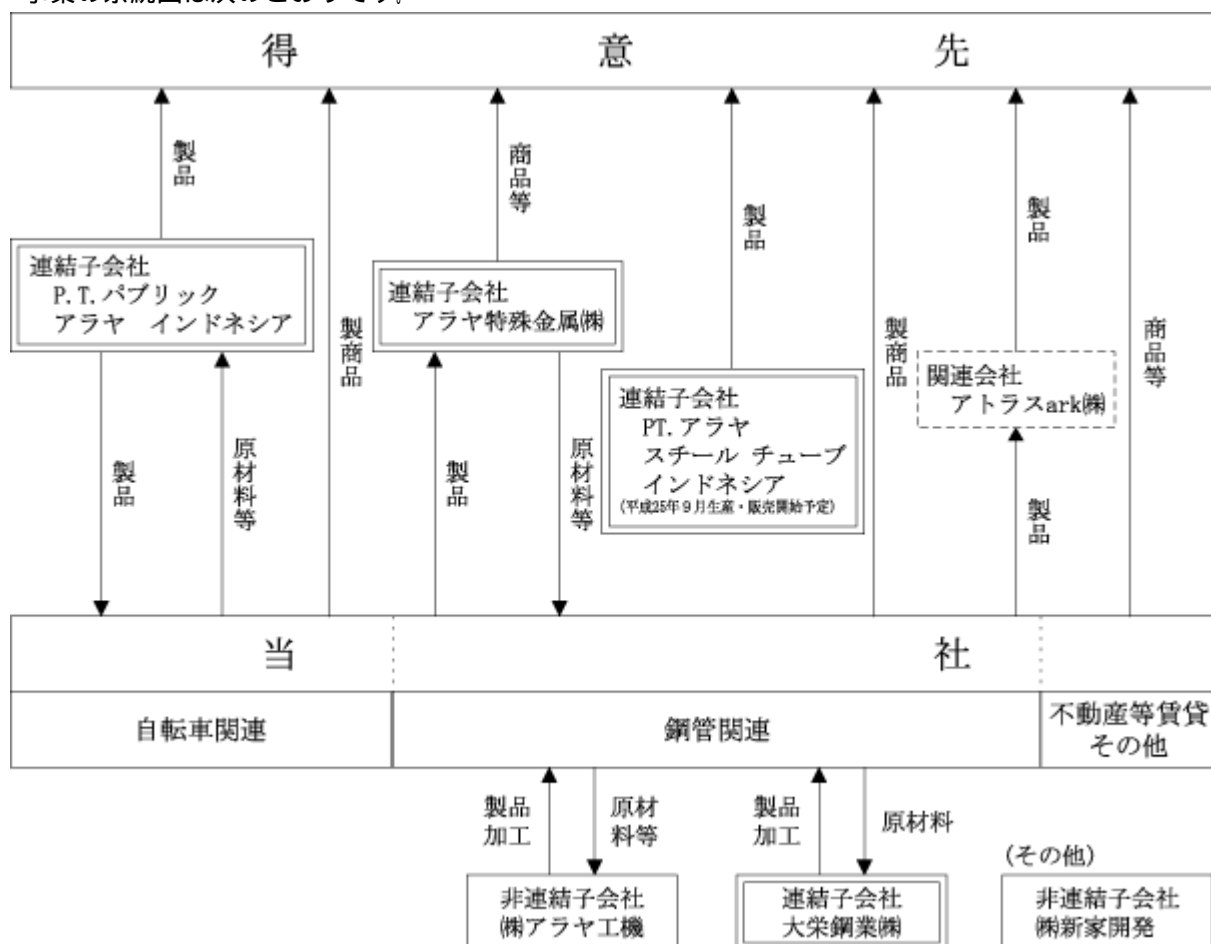 事業の系統図は次のとおりです。
得意先
製品
商品等
製品
製品
連結子会社
P.T.パブリック
アラヤ インドネシア
連結子会社
アラヤ特殊金属㈱
製商品
製商品
商品等
関連会社
アトラスark㈱
連結子会社
PT.アラヤ
スチール チューブ
インドネシア
(平成25年9月生産・販売開始予定)
製品
原材料等
製品
原材料等
製品
当社
自転車関連
鋼管関連
不動産等賃貸
その他
製品
加工
原材
料等
製品
加工
原材料
(その他)
非連結子会社
㈱アラヤ工機
連結子会社
大栄鋼業㈱
非連結子会社
㈱新家開発